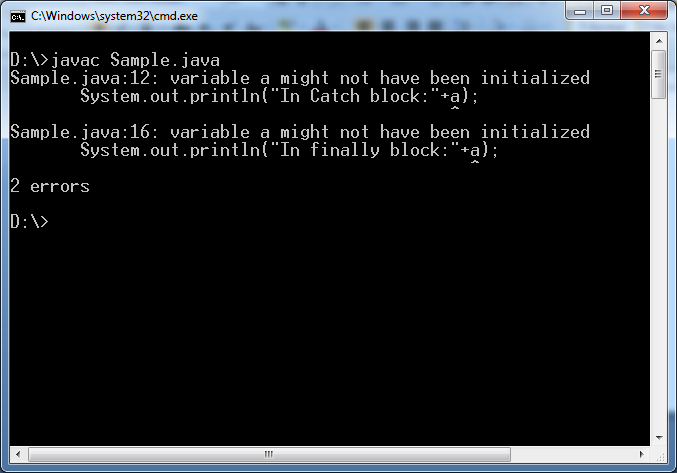 C:\Windows\system32\cmd.exe
D:\>javac Sample.java
Sample.java:12: variable a might not have been initialized
System.out.println("In Catch block:"+a);
^
Sample.java:16: variable a might not have been initialized
System.out.println("In finally block:"+a);
^
2 errors
D:\>